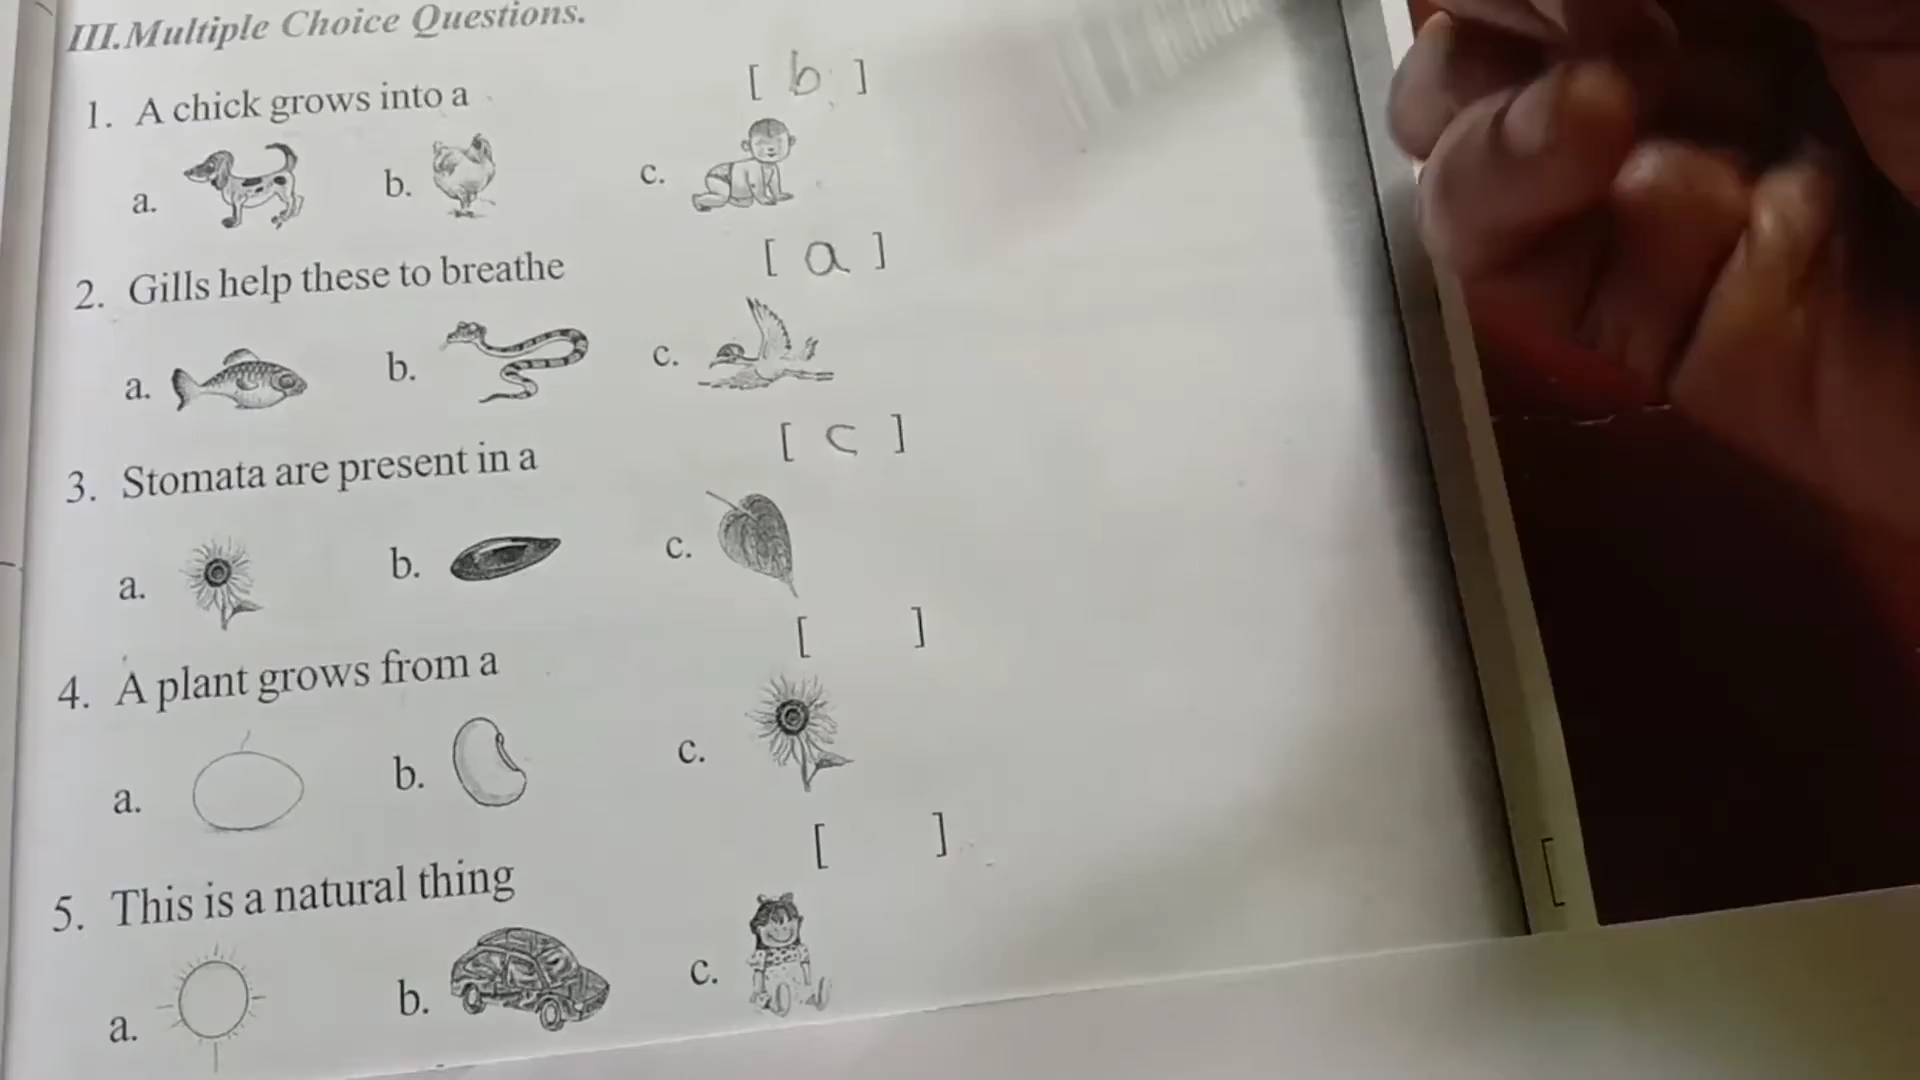 III. Multiple Choice Questions.
1. A chick grows into a [ b ]
a. b. c.
2. Gills help these to breathe [ a ]
a. b. c.
3. Stomata are present in a [ c ]
a. b. c.
4. A plant grows from a [ ]
a. b. c.
5. This is a natural thing [ ]
a. b. c.
[